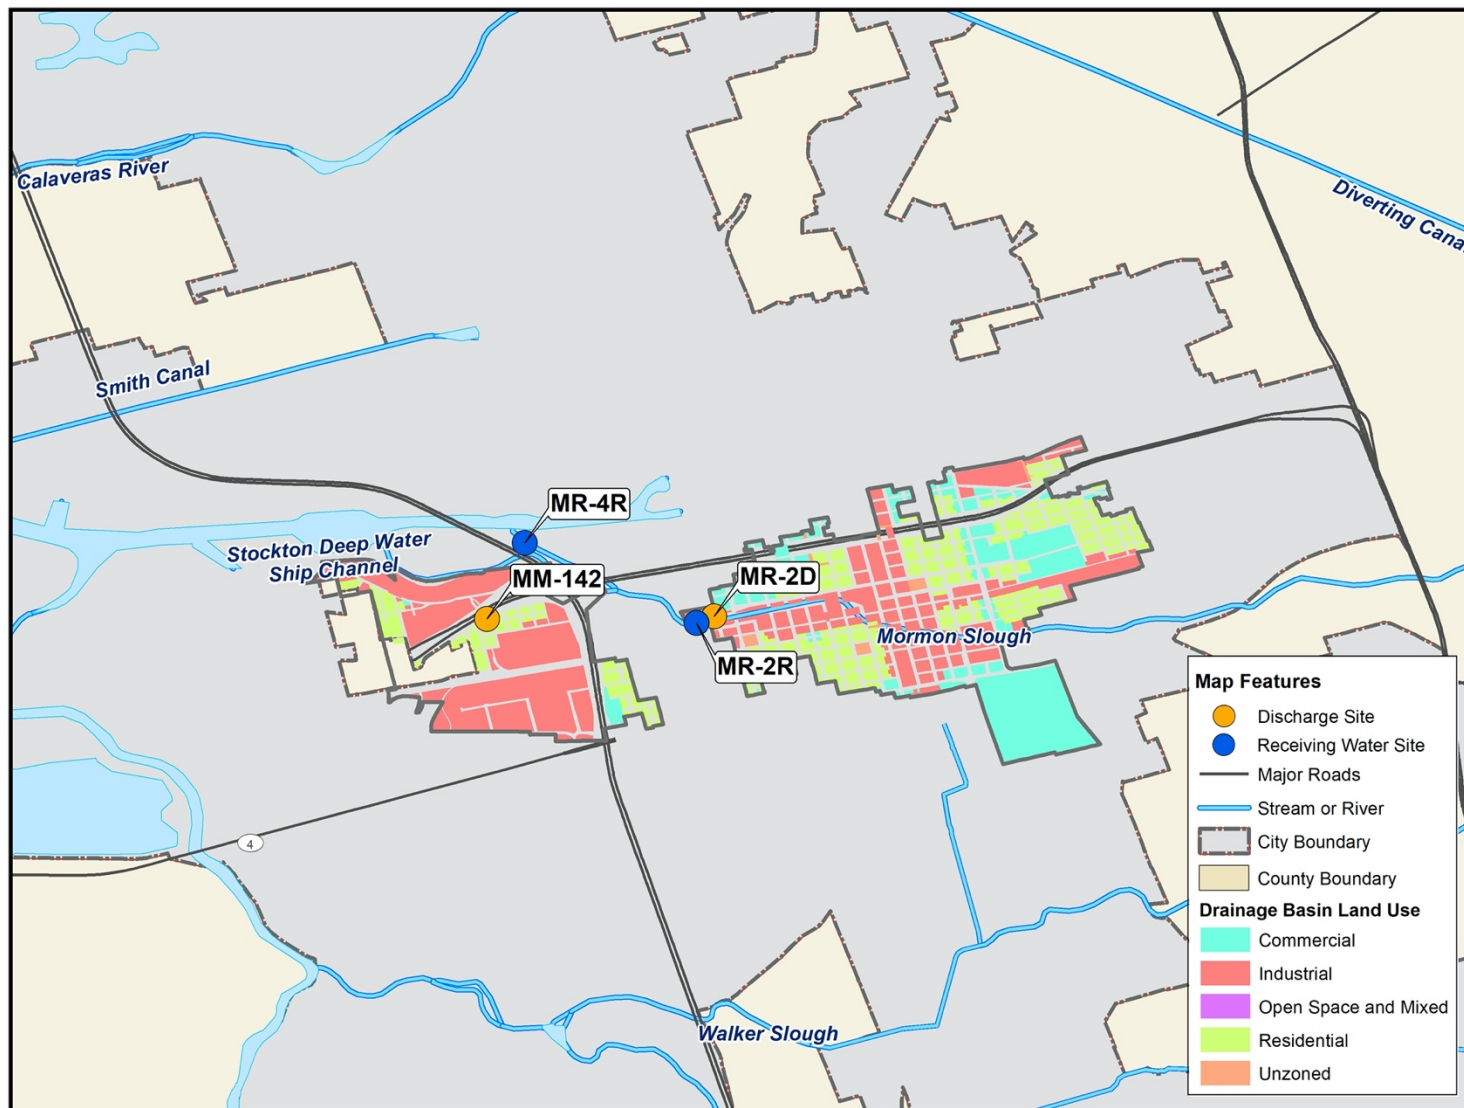 Calaveras River
Diverting Canal
Smith Canal
MR-4R
Stockton Deep Water
Ship Channel
MM-142
MR-2D
Mormon Slough
MR-2R
4
Walker Slough
Map Features
Discharge Site
Receiving Water Site
Major Roads
Stream or River
City Boundary
County Boundary
Drainage Basin Land Use
Commercial
Industrial
Open Space and Mixed
Residential
Unzoned